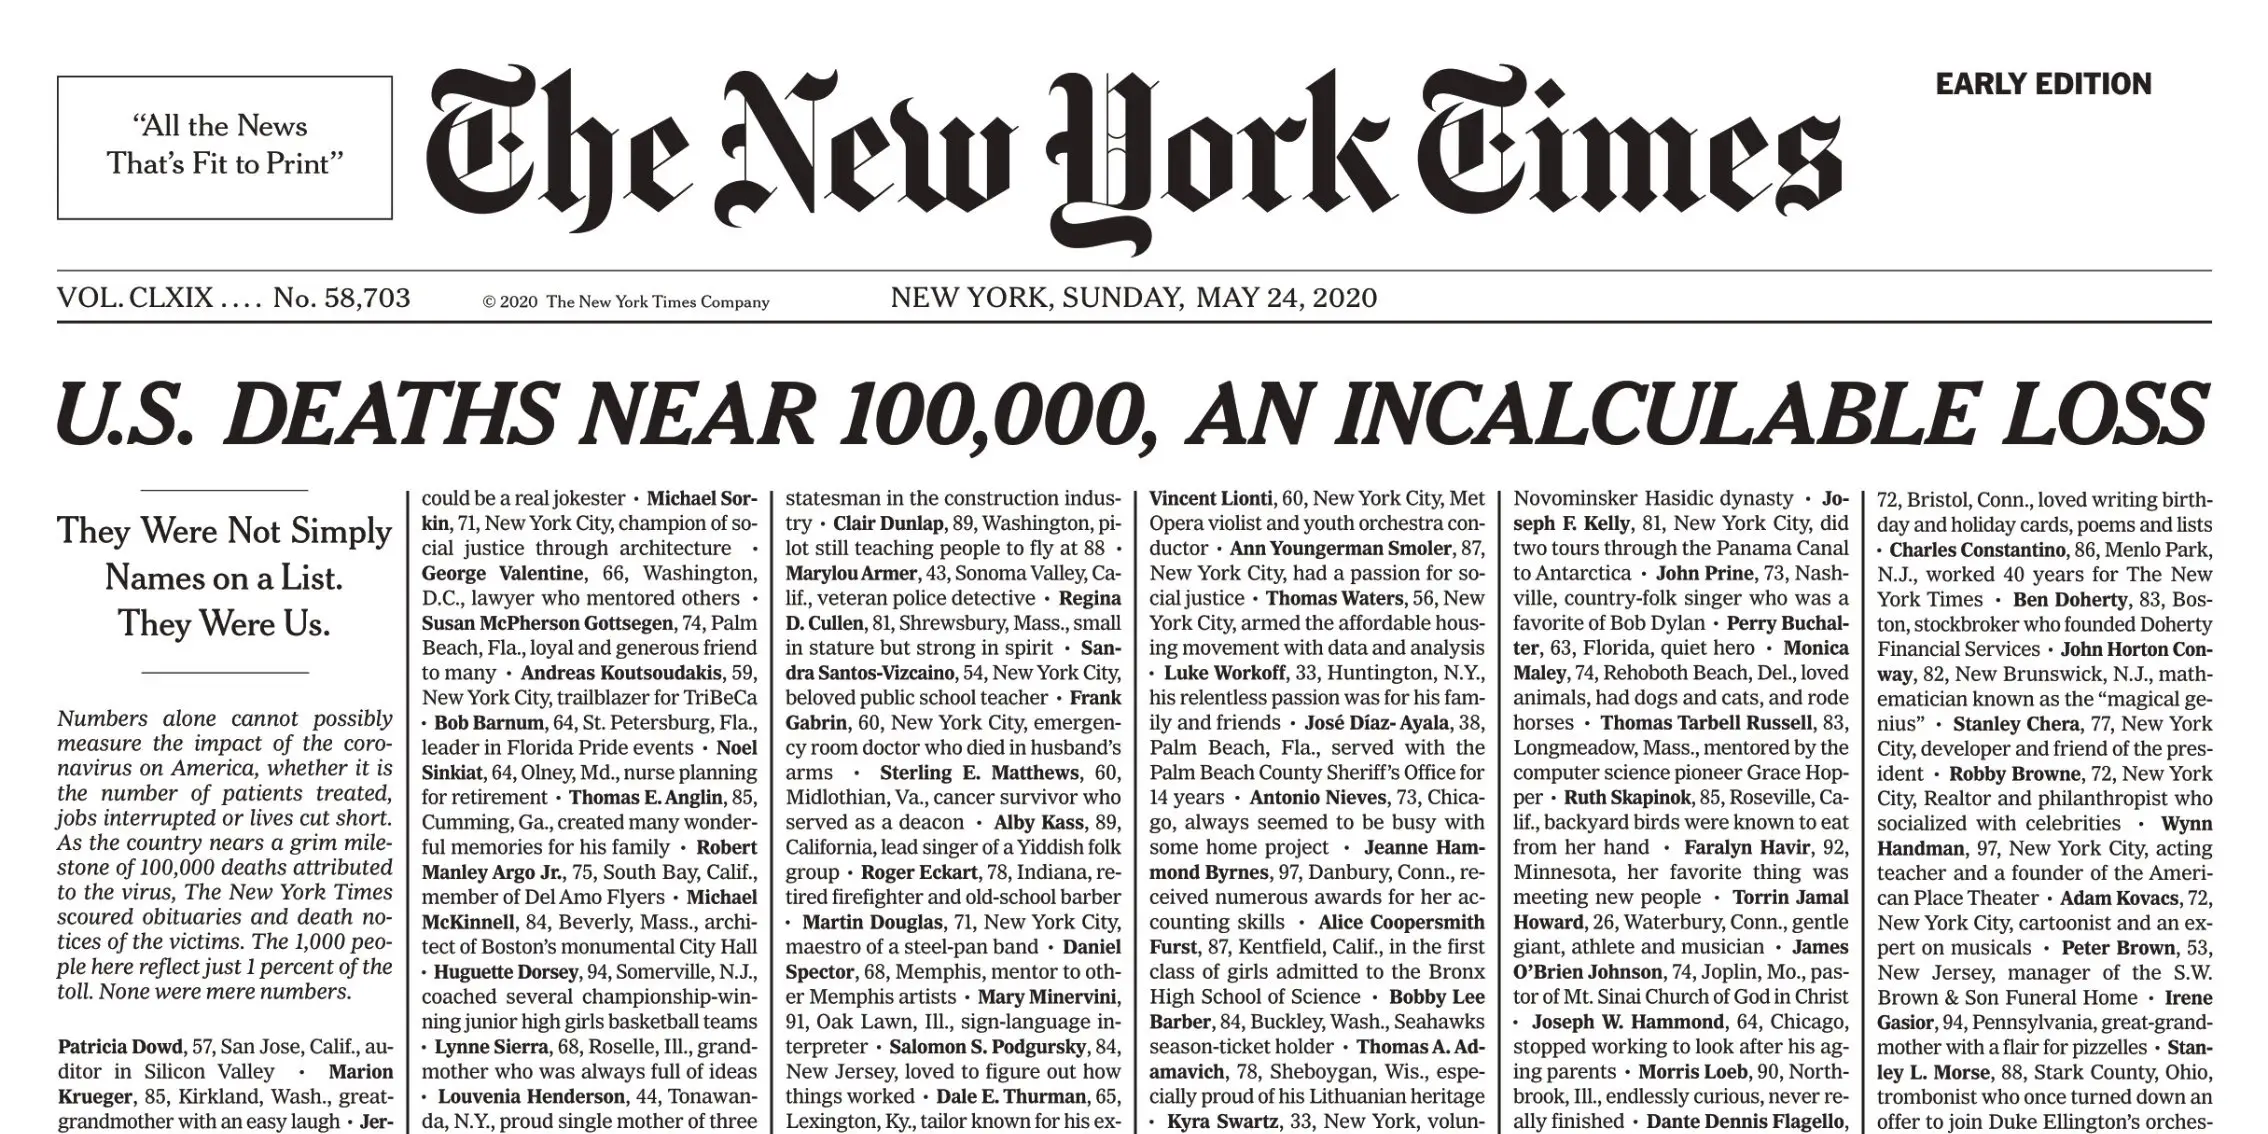 “All the News
That’s Fit to Print”
The New York Times
EARLY EDITION
VOL. CLXIX .... No. 58,703
© 2020 The New York Times Company
NEW YORK, SUNDAY, MAY 24, 2020
U.S. DEATHS NEAR 100,000, AN INCALCULABLE LOSS
They Were Not Simply
Names on a List.
They Were Us.
Numbers alone cannot possibly
measure the impact of the coro-
navirus on America, whether it is
the number of patients treated,
jobs interrupted or lives cut short.
As the country nears a grim mile-
stone of 100,000 deaths attributed
to the virus, The New York Times
scoured obituaries and death no-
tices of the victims. The 1,000 peo-
ple here reflect just 1 percent of the
toll. None were mere numbers.
Patricia Dowd, 57, San Jose, Calif., au-
ditor in Silicon Valley · Marion
Krueger, 85, Kirkland, Wash., great-
grandmother with an easy laugh · Jer-
could be a real jokester · Michael Sor-
kin, 71, New York City, champion of so-
cial justice through architecture ·
George Valentine, 66, Washington,
D.C., lawyer who mentored others ·
Susan McPherson Gottsegen, 74, Palm
Beach, Fla., loyal and generous friend
to many · Andreas Koutsoudakis, 59,
New York City, trailblazer for TriBeCa
· Bob Barnum, 64, St. Petersburg, Fla.,
leader in Florida Pride events · Noel
Sinkiat, 64, Olney, Md., nurse planning
for retirement · Thomas E. Anglin, 85,
Cumming, Ga., created many wonder-
ful memories for his family · Robert
Manley Argo Jr., 75, South Bay, Calif.,
member of Del Amo Flyers · Michael
McKinnell, 84, Beverly, Mass., archi-
tect of Boston’s monumental City Hall
· Huguette Dorsey, 94, Somerville, N.J.,
coached several championship-win-
ning junior high girls basketball teams
· Lynne Sierra, 68, Roselle, Ill., grand-
mother who was always full of ideas
· Louvenia Henderson, 44, Tonawan-
da, N.Y., proud single mother of three
statesman in the construction indus-
try · Clair Dunlap, 89, Washington, pi-
lot still teaching people to fly at 88 ·
Marylou Armer, 43, Sonoma Valley, Ca-
lif., veteran police detective · Regina
D. Cullen, 81, Shrewsbury, Mass., small
in stature but strong in spirit · San-
dra Santos-Vizcaino, 54, New York City,
beloved public school teacher · Frank
Gabrin, 60, New York City, emergen-
cy room doctor who died in husband’s
arms · Sterling E. Matthews, 60,
Midlothian, Va., cancer survivor who
served as a deacon · Alby Kass, 89,
California, lead singer of a Yiddish folk
group · Roger Eckart, 78, Indiana, re-
tired firefighter and old-school barber
· Martin Douglas, 71, New York City,
maestro of a steel-pan band · Daniel
Spector, 68, Memphis, mentor to oth-
er Memphis artists · Mary Minervini,
91, Oak Lawn, Ill., sign-language in-
terpreter · Salomon S. Podgursky, 84,
New Jersey, loved to figure out how
things worked · Dale E. Thurman, 65,
Lexington, Ky., tailor known for his ex-
Vincent Lionti, 60, New York City, Met
Opera violist and youth orchestra con-
ductor · Ann Youngerman Smoler, 87,
New York City, had a passion for so-
cial justice · Thomas Waters, 56, New
York City, armed the affordable hous-
ing movement with data and analysis
· Luke Workoff, 33, Huntington, N.Y.,
his relentless passion was for his fam-
ily and friends · José Díaz- Ayala, 38,
Palm Beach, Fla., served with the
Palm Beach County Sheriff’s Office for
14 years · Antonio Nieves, 73, Chica-
go, always seemed to be busy with
some home project · Jeanne Ham-
mond Byrnes, 97, Danbury, Conn., re-
ceived numerous awards for her ac-
counting skills · Alice Coopersmith
Furst, 87, Kentfield, Calif., in the first
class of girls admitted to the Bronx
High School of Science · Bobby Lee
Barber, 84, Buckley, Wash., Seahawks
season-ticket holder · Thomas A. Ad-
amavich, 78, Sheboygan, Wis., espe-
cially proud of his Lithuanian heritage
· Kyra Swartz, 33, New York, volun-
Novominsker Hasidic dynasty · Jo-
seph F. Kelly, 81, New York City, did
two tours through the Panama Canal
to Antarctica · John Prine, 73, Nash-
ville, country-folk singer who was a
favorite of Bob Dylan · Perry Buchal-
ter, 63, Florida, quiet hero · Monica
Maley, 74, Rehoboth Beach, Del., loved
animals, had dogs and cats, and rode
horses · Thomas Tarbell Russell, 83,
Longmeadow, Mass., mentored by the
computer science pioneer Grace Hop-
per · Ruth Skapinok, 85, Roseville, Ca-
lif., backyard birds were known to eat
from her hand · Faralyn Havir, 92,
Minnesota, her favorite thing was
meeting new people · Torrin Jamal
Howard, 26, Waterbury, Conn., gentle
giant, athlete and musician · James
O’Brien Johnson, 74, Joplin, Mo., pas-
tor of Mt. Sinai Church of God in Christ
· Joseph W. Hammond, 64, Chicago,
stopped working to look after his ag-
ing parents · Morris Loeb, 90, North-
brook, Ill., endlessly curious, never re-
ally finished · Dante Dennis Flagello,
72, Bristol, Conn., loved writing birth-
day and holiday cards, poems and lists
· Charles Constantino, 86, Menlo Park,
N.J., worked 40 years for The New
York Times · Ben Doherty, 83, Bos-
ton, stockbroker who founded Doherty
Financial Services · John Horton Con-
way, 82, New Brunswick, N.J., math-
ematician known as the “magical ge-
nius” · Stanley Chera, 77, New York
City, developer and friend of the pres-
ident · Robby Browne, 72, New York
City, Realtor and philanthropist who
socialized with celebrities · Wynn
Handman, 97, New York City, acting
teacher and a founder of the Ameri-
can Place Theater · Adam Kovacs, 72,
New York City, cartoonist and an ex-
pert on musicals · Peter Brown, 53,
New Jersey, manager of the S.W.
Brown & Son Funeral Home · Irene
Gasior, 94, Pennsylvania, great-grand-
mother with a flair for pizzelles · Stan-
ley L. Morse, 88, Stark County, Ohio,
trombonist who once turned down an
offer to join Duke Ellington’s orches-